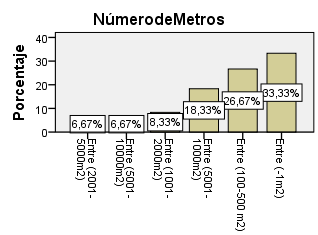 NúmerodeMetros
Porcentaje
40
30
20
10
0
6,67%
6,67%
8,33%
18,33%
26,67%
33,33%
Entre (2001-
5000m2)
Entre (5001-
10000m2)
Entre (1001-
2000m2)
Entre (5001-
1000m2)
Entre (100-500 m2)
Entre (-1m2)